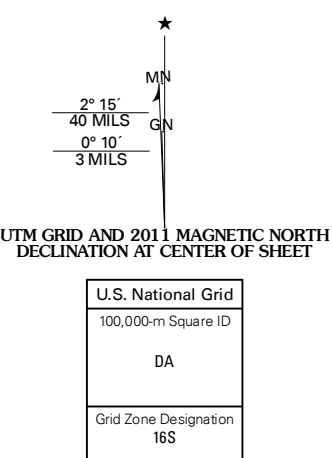 ★
MN
2° 15´
40 MILS
GN
0° 10´
3 MILS
UTM GRID AND 2011 MAGNETIC NORTH
DECLINATION AT CENTER OF SHEET
U.S. National Grid
100,000-m Square ID
DA
Grid Zone Designation
16S